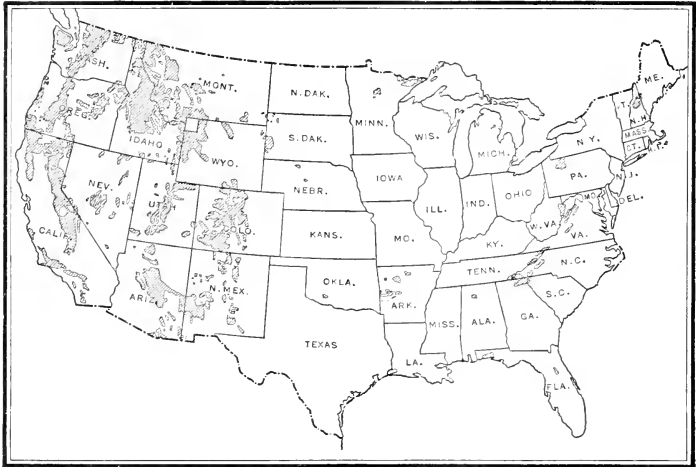 ME.
WASH.
MONT.
N. DAK.
V.T.
N.H.
MINN.
OREG.
MASS.
S. DAK.
WIS.
N.Y.
CT.
R.I.
IDAHO
MICH.
WYO.
IOWA
PA.
N.J.
NEBR.
NEV.
OHIO
MD.
DEL.
UTAH
ILL.
IND.
COLO.
W.VA.
CALIF.
KANS.
MO.
VA.
KY.
TENN.
N.C.
OKLA.
N. MEX.
ARIZ.
ARK.
S.C.
MISS.
ALA.
GA.
TEXAS
LA.
FLA.